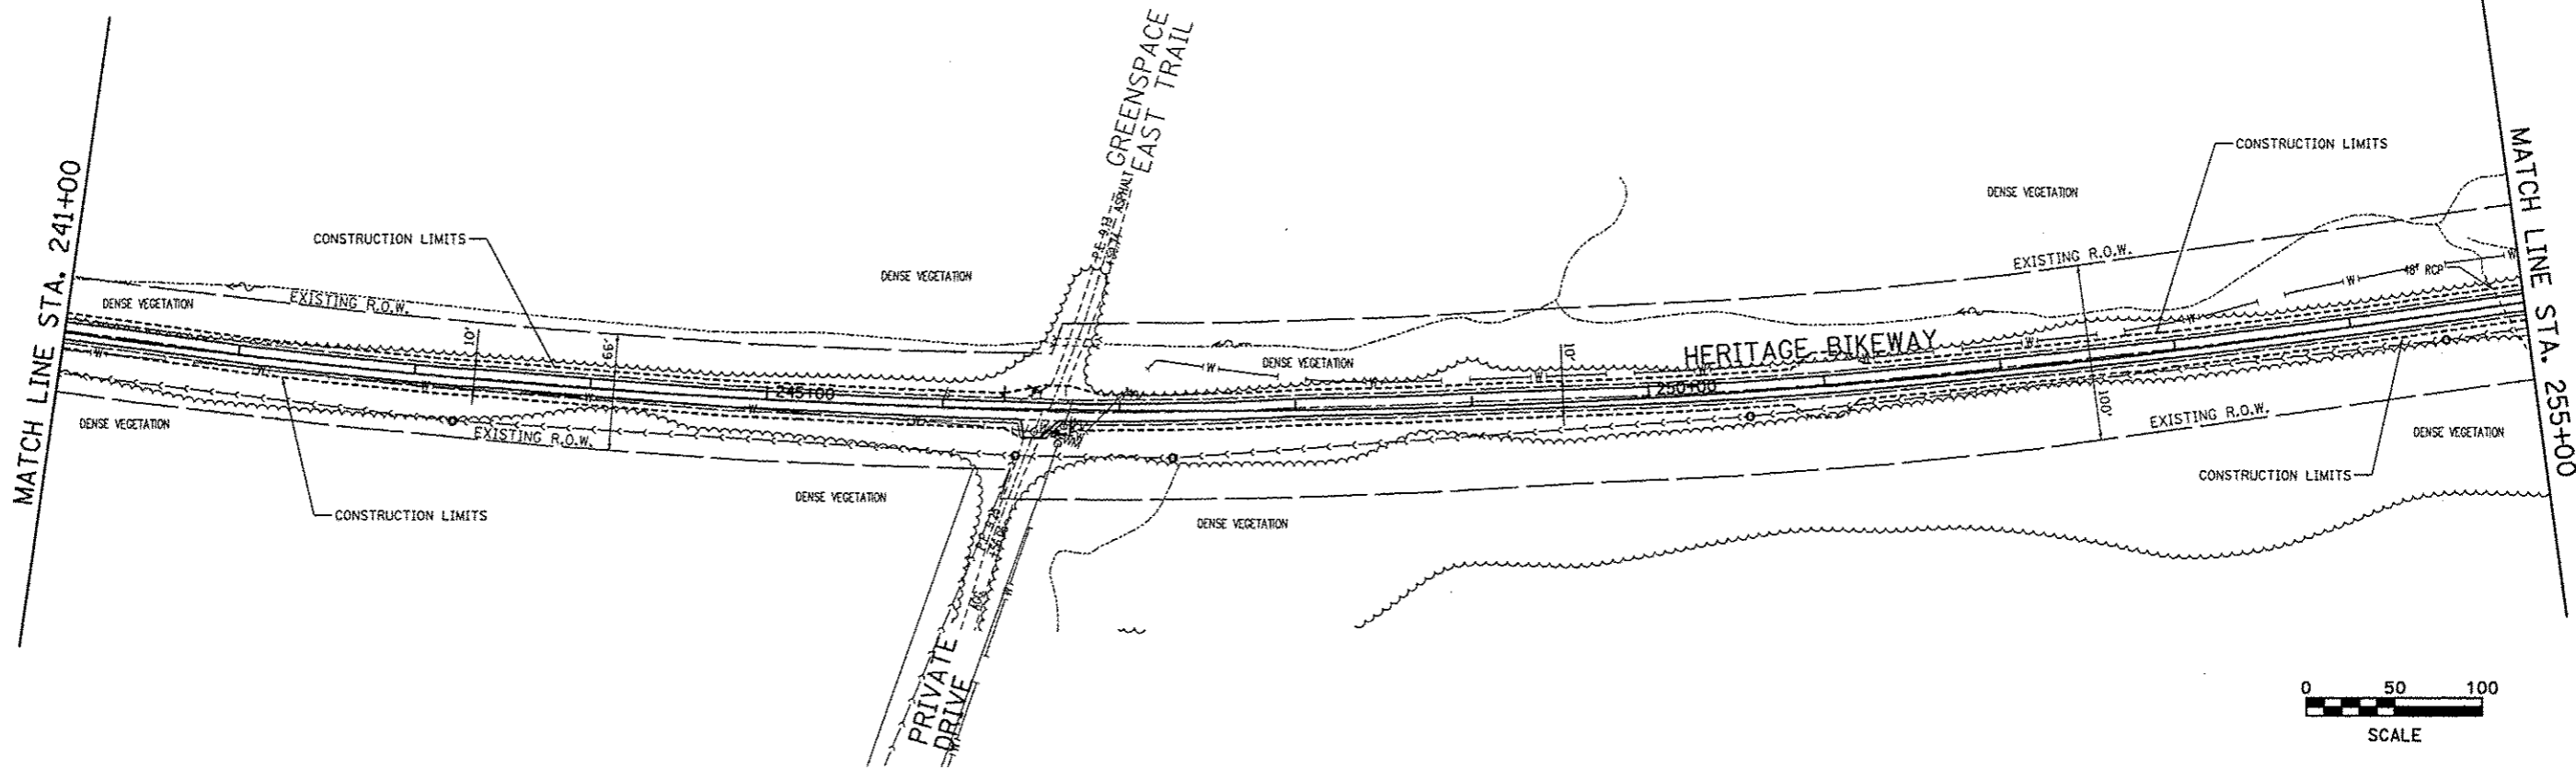 GREENSPACE
EAST TRAIL
ASPHALT
MATCH LINE STA. 241+00
MATCH LINE STA. 255+00
CONSTRUCTION LIMITS
CONSTRUCTION LIMITS
DENSE VEGETATION
DENSE VEGETATION
EXISTING R.O.W.
EXISTING R.O.W.
48" RCP
DENSE VEGETATION
10'
66'
DENSE VEGETATION
HERITAGE BIKEWAY
10'
245+00
250+00
100'
DENSE VEGETATION
EXISTING R.O.W.
EXISTING R.O.W.
DENSE VEGETATION
CONSTRUCTION LIMITS
DENSE VEGETATION
CONSTRUCTION LIMITS
DENSE VEGETATION
PRIVATE
DRIVE
0 50 100
SCALE